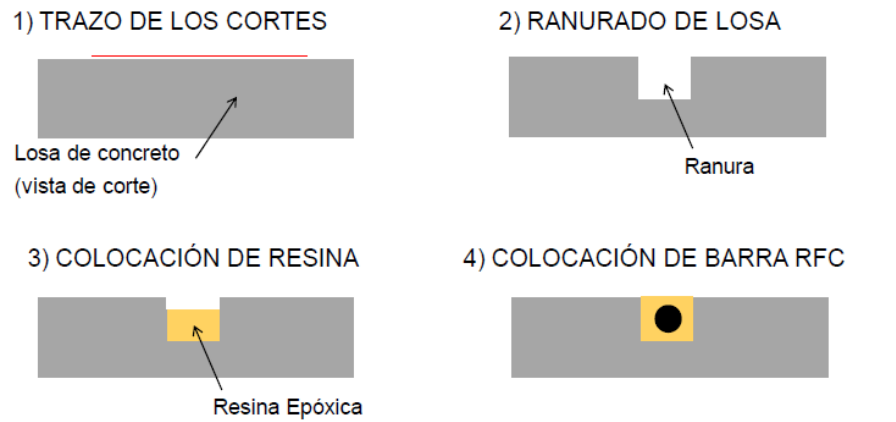 1) TRAZO DE LOS CORTES
2) RANURADO DE LOSA
Losa de concreto
(vista de corte)
Ranura
3) COLOCACIÓN DE RESINA
4) COLOCACIÓN DE BARRA RFC
Resina Epóxica